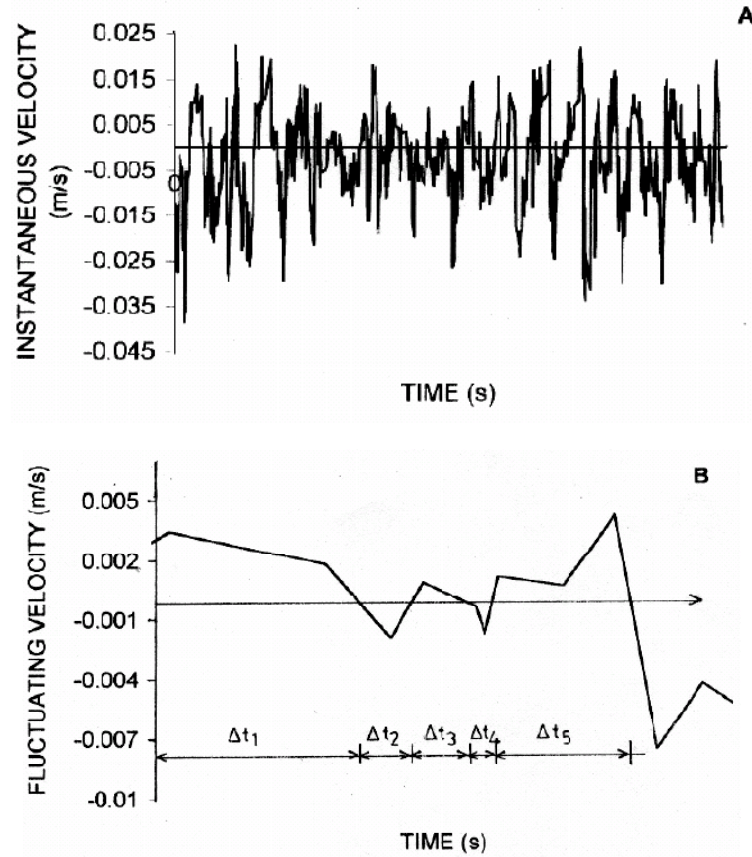 A
INSTANTANEOUS VELOCITY
(m/s)
0.025
0.015
0.005
-0.005
0
-0.015
-0.025
-0.035
-0.045
TIME (s)
B
FLUCTUATING VELOCITY (m/s)
0.005
0.002
-0.001
-0.004
-0.007
-0.01
Δt1 Δt2 Δt3 Δt4 Δt5
TIME (s)